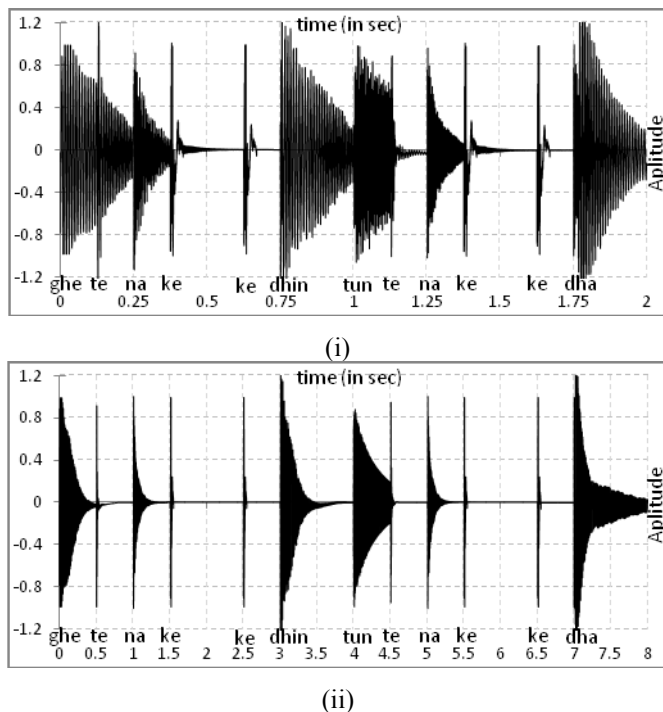 time (in sec)
1.2
0.8
0.4
0
-0.4
-0.8
-1.2
Aplitude
ghe te na ke ke dhin tun te na ke ke dha
0 0.25 0.5 0.75 1 1.25 1.5 1.75 2
(i)
time (in sec)
1.2
0.8
0.4
0
-0.4
-0.8
-1.2
Aplitude
ghe te na ke ke dhin tun te na ke ke dha
0 0.5 1 1.5 2 2.5 3 3.5 4 4.5 5 5.5 6 6.5 7 7.5 8
(ii)